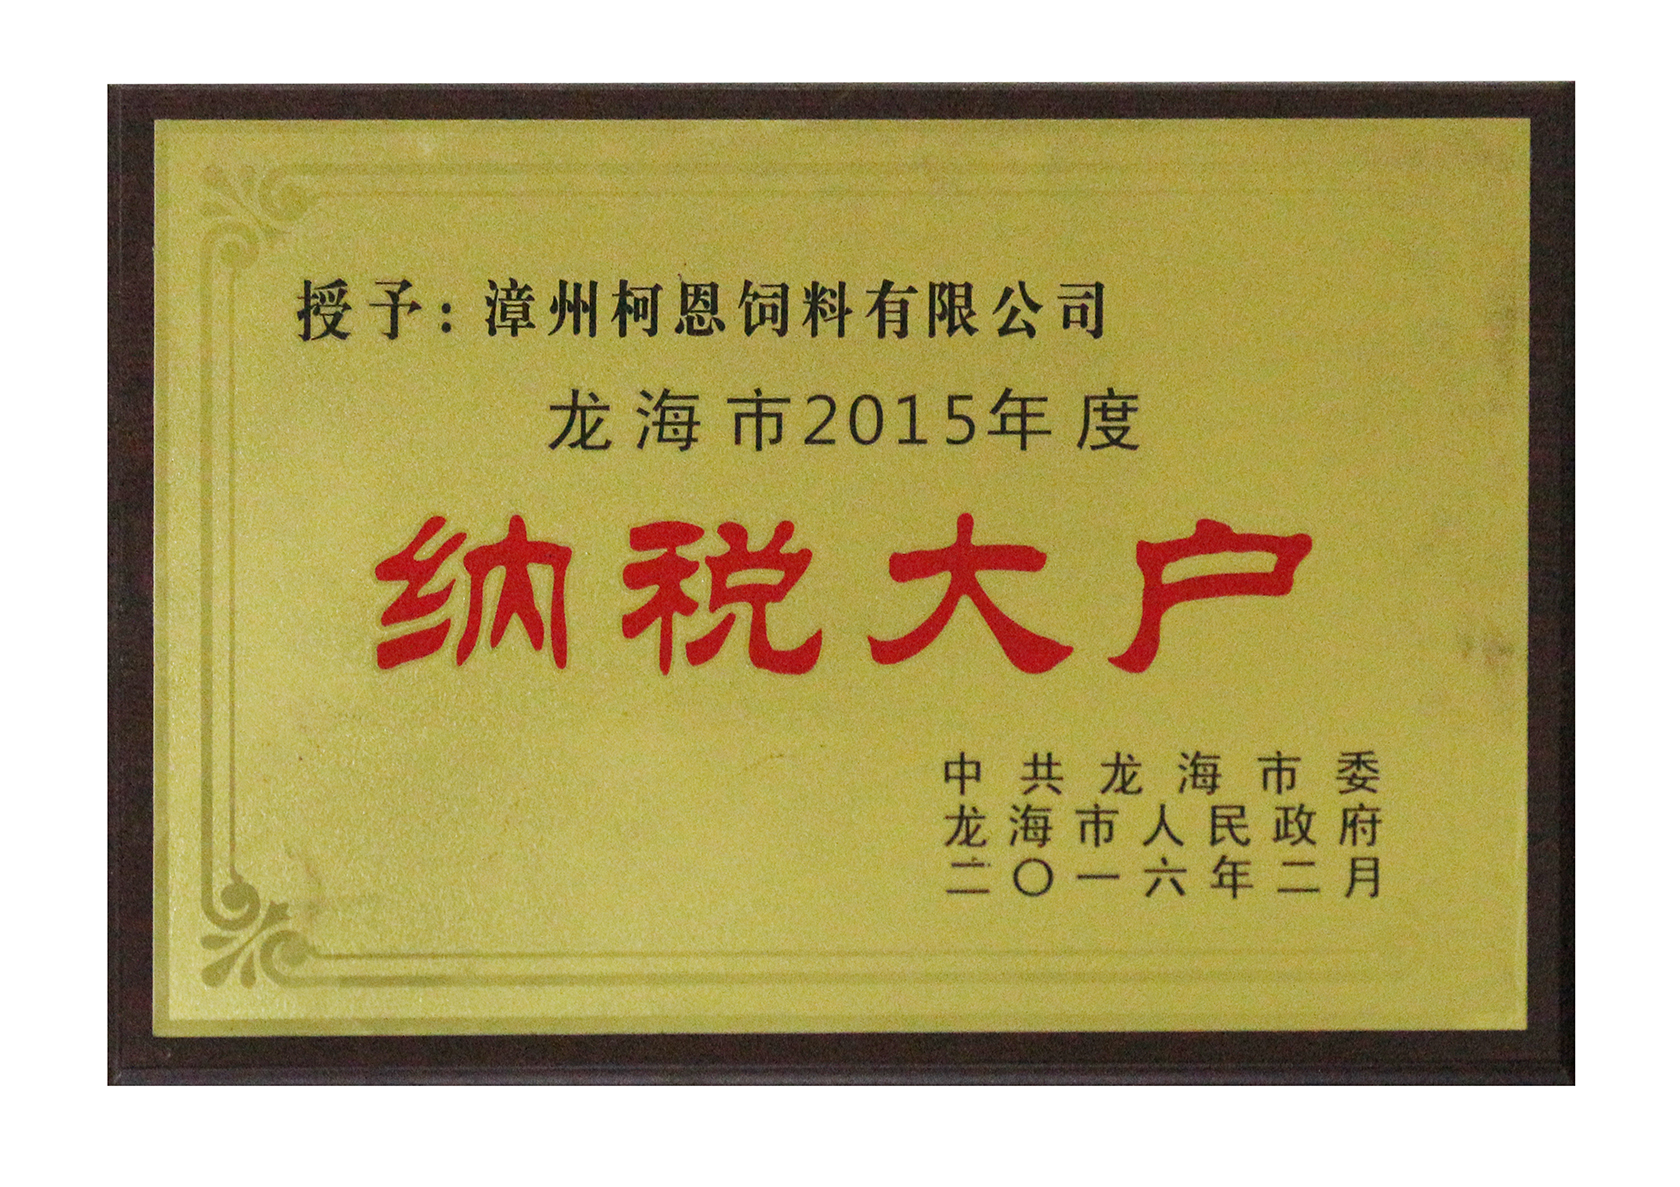 授予：漳州柯恩饲料有限公司
龙海市2015年度
纳税大户
中共龙海市委
龙海市人民政府
二〇一六年二月